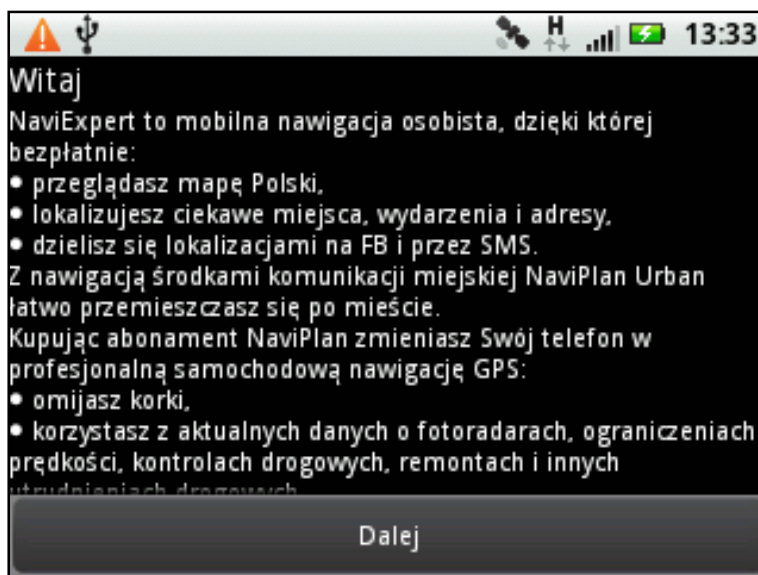 H
13:33
Witaj
NaviExpert to mobilna nawigacja osobista, dzięki której
bezpłatnie:
• przeglądasz mapę Polski,
• lokalizujesz ciekawe miejsca, wydarzenia i adresy,
• dzielisz się lokalizacjami na FB i przez SMS.
Z nawigacją środkami komunikacji miejskiej NaviPlan Urban
łatwo przemieszczasz się po mieście.
Kupując abonament NaviPlan zmieniasz Swój telefon w
profesjonalną samochodową nawigację GPS:
• omijasz korki,
• korzystasz z aktualnych danych o fotoradarach, ograniczeniach
prędkości, kontrolach drogowych, remontach i innych
utrudnieniach drogowych
Dalej